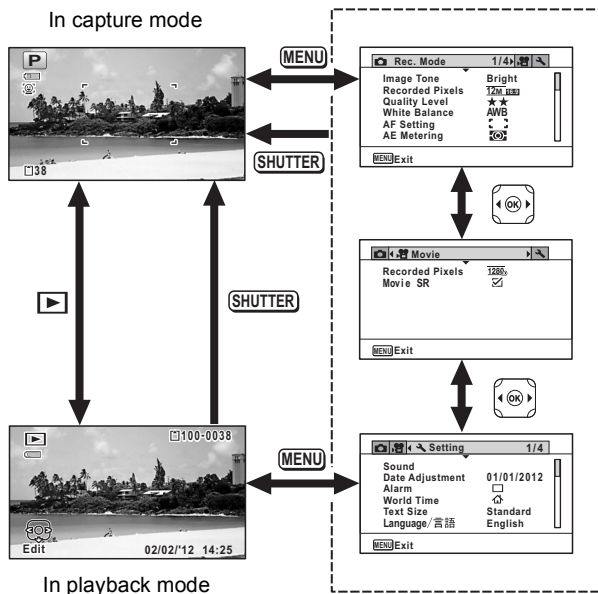 In capture mode
P
38
MENU
SHUTTER
Rec. Mode 1/4
Image Tone Bright
Recorded Pixels 12M 16:9
Quality Level ★★
White Balance AWB
AF Setting
AE Metering
MENU Exit
OK
SHUTTER
Movie
Recorded Pixels 1280
Movie SR ☑
MENU Exit
OK
100-0038
Edit 02/02/'12 14:25
MENU
Setting 1/4
Sound
Date Adjustment 01/01/2012
Alarm □
World Time
Text Size Standard
Language/言語 English
MENU Exit
In playback mode